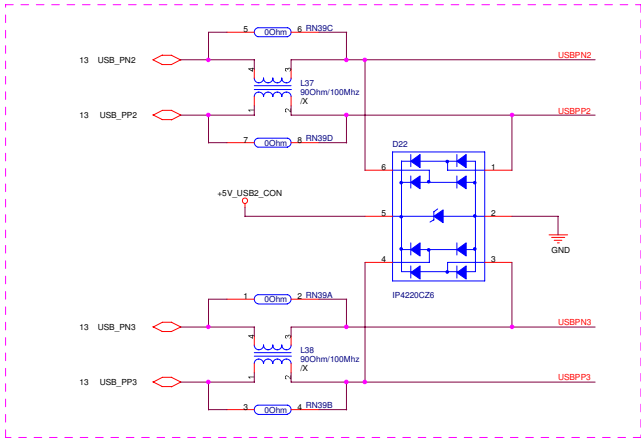 5 0Ohm 6 RN39C
13 USB_PN2 USBPN2
4 3
L37
90Ohm/100Mhz
/X
1 2
13 USB_PP2 USBPP2
7 0Ohm 8 RN39D
D22
6 1
+5V_USB2_CON
5 2
GND
4 3
IP4220CZ6
1 0Ohm 2 RN39A
13 USB_PN3 USBPN3
4 3
L38
90Ohm/100Mhz
/X
1 2
13 USB_PP3 USBPP3
3 0Ohm 4 RN39B